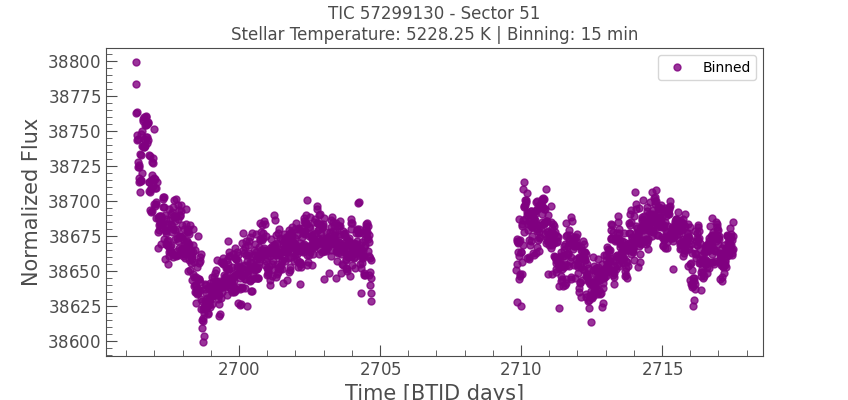 TIC 57299130 - Sector 51
Stellar Temperature: 5228.25 K | Binning: 15 min
Binned
Normalized Flux
38800
38775
38750
38725
38700
38675
38650
38625
38600
2700
2705
2710
2715
Time [BTJD days]